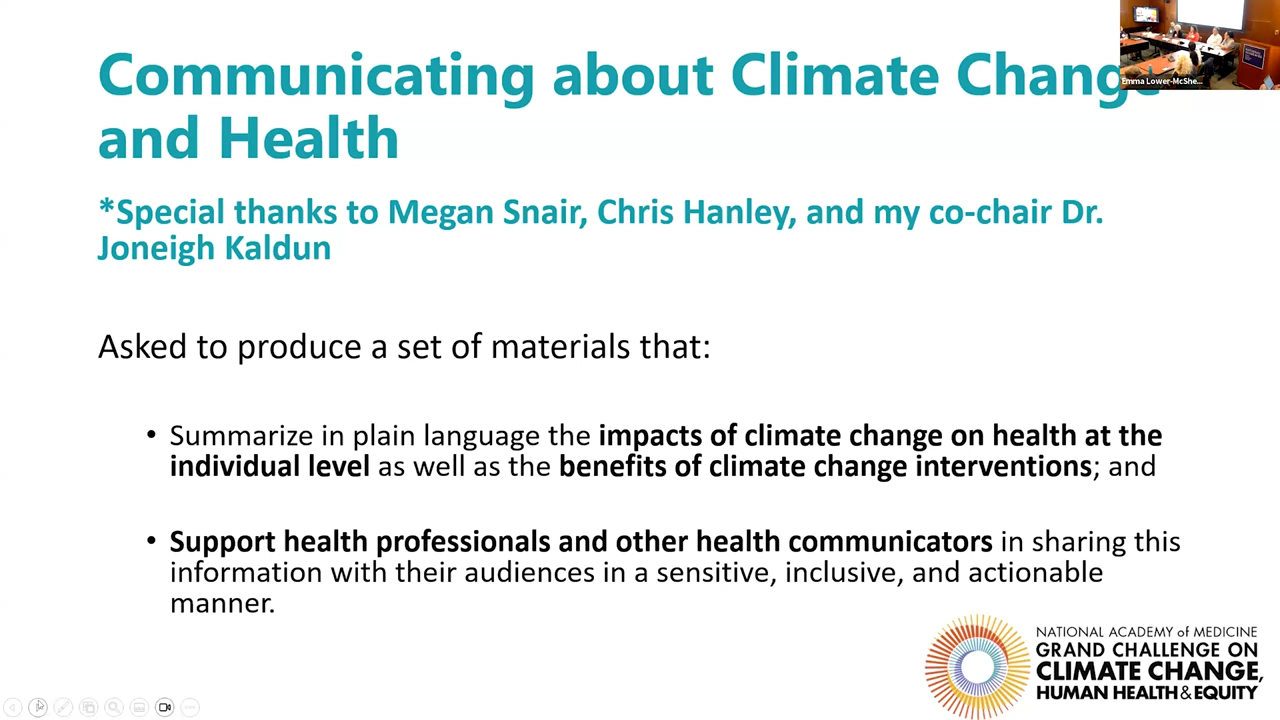 Communicating about Climate Change
and Health
Emma Lower-McShe...
*Special thanks to Megan Snair, Chris Hanley, and my co-chair Dr.
Joneigh Kaldun
Asked to produce a set of materials that:
• Summarize in plain language the impacts of climate change on health at the
individual level as well as the benefits of climate change interventions; and
• Support health professionals and other health communicators in sharing this
information with their audiences in a sensitive, inclusive, and actionable
manner.
NATIONAL ACADEMY of MEDICINE
GRAND CHALLENGE ON
CLIMATE CHANGE,
HUMAN HEALTH & EQUITY